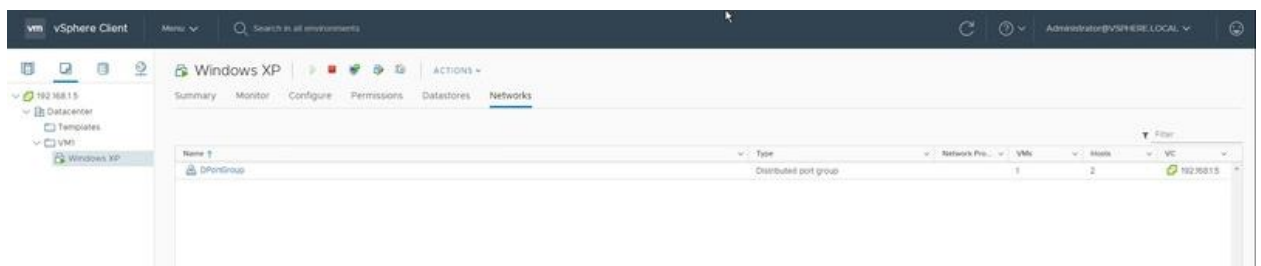 vm vSphere Client Menu Search in all environments Administrator@VSPHERE.LOCAL
Windows XP ACTIONS
Summary Monitor Configure Permissions Datastores Networks
192.168.1.5
Datacenter
Templates
VM1
Windows XP
Filter
Name Type Network Pro... VMs Hosts VC
DPortGroup Distributed port group 1 2 192.168.1.5